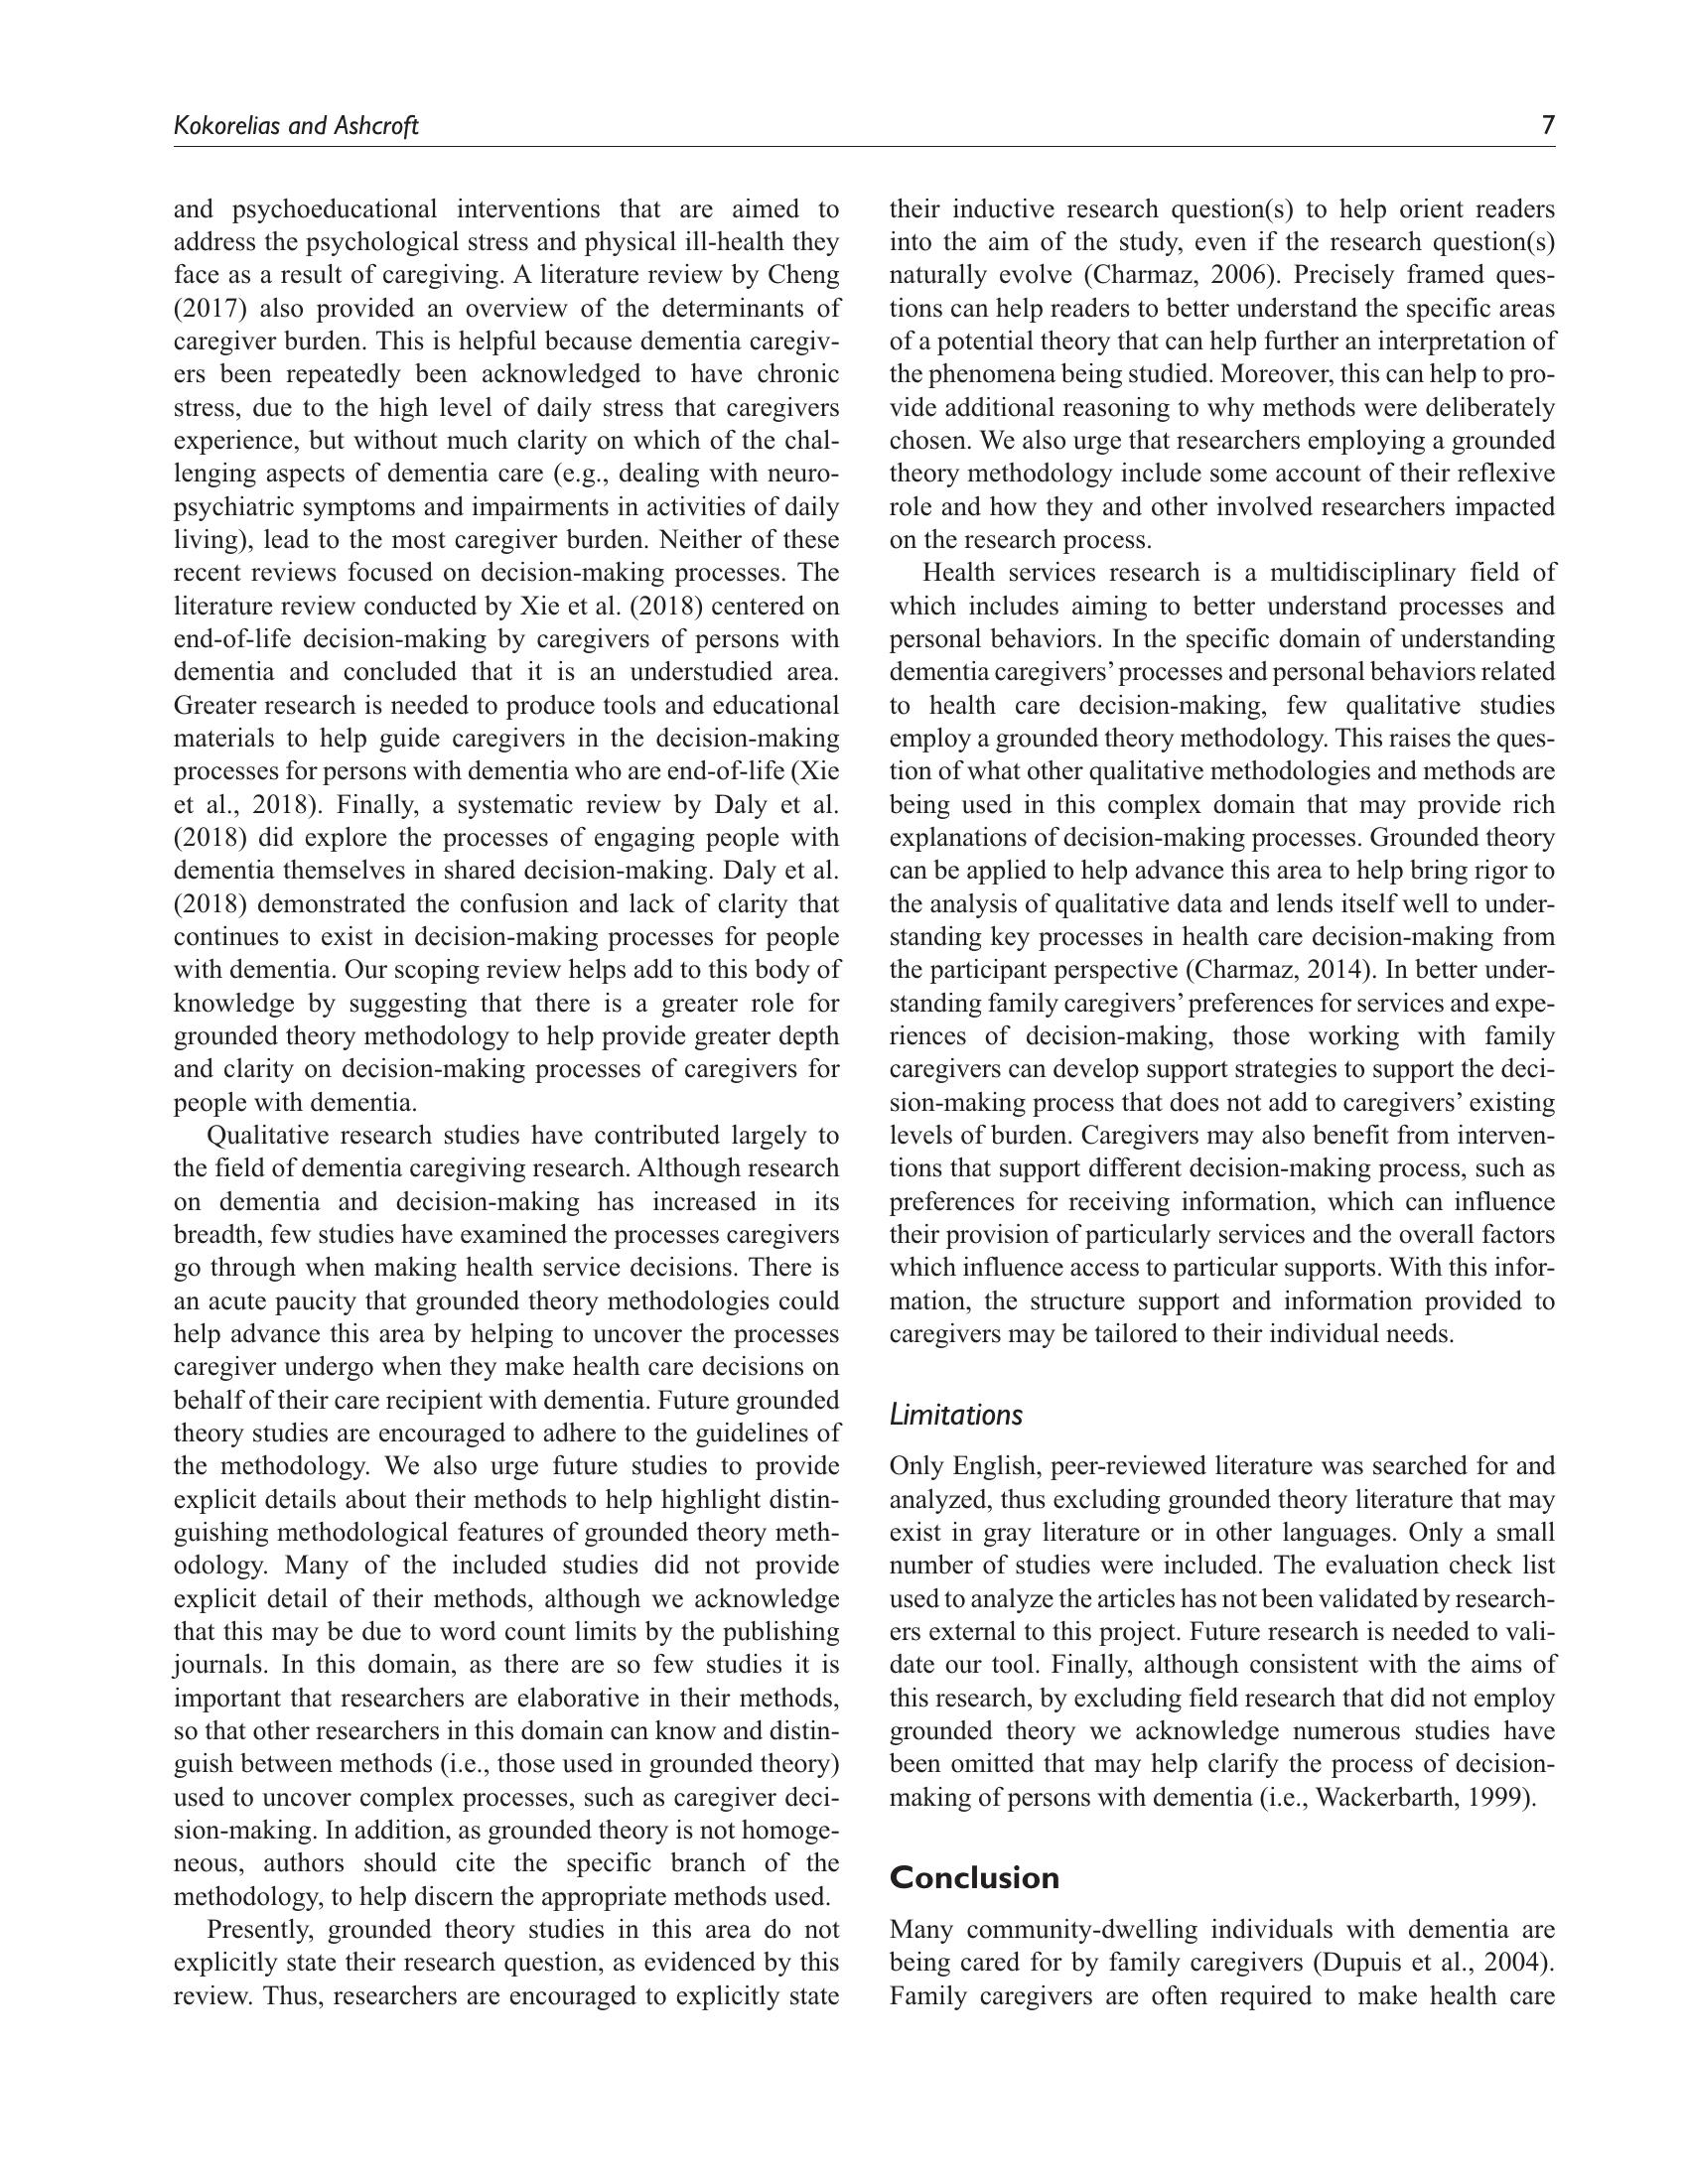 Kokorelias and Ashcroft 7
and psychoeducational interventions that are aimed to
address the psychological stress and physical ill-health they
face as a result of caregiving. A literature review by Cheng
(2017) also provided an overview of the determinants of
caregiver burden. This is helpful because dementia caregiv-
ers been repeatedly been acknowledged to have chronic
stress, due to the high level of daily stress that caregivers
experience, but without much clarity on which of the chal-
lenging aspects of dementia care (e.g., dealing with neuro-
psychiatric symptoms and impairments in activities of daily
living), lead to the most caregiver burden. Neither of these
recent reviews focused on decision-making processes. The
literature review conducted by Xie et al. (2018) centered on
end-of-life decision-making by caregivers of persons with
dementia and concluded that it is an understudied area.
Greater research is needed to produce tools and educational
materials to help guide caregivers in the decision-making
processes for persons with dementia who are end-of-life (Xie
et al., 2018). Finally, a systematic review by Daly et al.
(2018) did explore the processes of engaging people with
dementia themselves in shared decision-making. Daly et al.
(2018) demonstrated the confusion and lack of clarity that
continues to exist in decision-making processes for people
with dementia. Our scoping review helps add to this body of
knowledge by suggesting that there is a greater role for
grounded theory methodology to help provide greater depth
and clarity on decision-making processes of caregivers for
people with dementia.
Qualitative research studies have contributed largely to
the field of dementia caregiving research. Although research
on dementia and decision-making has increased in its
breadth, few studies have examined the processes caregivers
go through when making health service decisions. There is
an acute paucity that grounded theory methodologies could
help advance this area by helping to uncover the processes
caregiver undergo when they make health care decisions on
behalf of their care recipient with dementia. Future grounded
theory studies are encouraged to adhere to the guidelines of
the methodology. We also urge future studies to provide
explicit details about their methods to help highlight distin-
guishing methodological features of grounded theory meth-
odology. Many of the included studies did not provide
explicit detail of their methods, although we acknowledge
that this may be due to word count limits by the publishing
journals. In this domain, as there are so few studies it is
important that researchers are elaborative in their methods,
so that other researchers in this domain can know and distin-
guish between methods (i.e., those used in grounded theory)
used to uncover complex processes, such as caregiver deci-
sion-making. In addition, as grounded theory is not homoge-
neous, authors should cite the specific branch of the
methodology, to help discern the appropriate methods used.
Presently, grounded theory studies in this area do not
explicitly state their research question, as evidenced by this
review. Thus, researchers are encouraged to explicitly state
their inductive research question(s) to help orient readers
into the aim of the study, even if the research question(s)
naturally evolve (Charmaz, 2006). Precisely framed ques-
tions can help readers to better understand the specific areas
of a potential theory that can help further an interpretation of
the phenomena being studied. Moreover, this can help to pro-
vide additional reasoning to why methods were deliberately
chosen. We also urge that researchers employing a grounded
theory methodology include some account of their reflexive
role and how they and other involved researchers impacted
on the research process.
Health services research is a multidisciplinary field of
which includes aiming to better understand processes and
personal behaviors. In the specific domain of understanding
dementia caregivers’ processes and personal behaviors related
to health care decision-making, few qualitative studies
employ a grounded theory methodology. This raises the ques-
tion of what other qualitative methodologies and methods are
being used in this complex domain that may provide rich
explanations of decision-making processes. Grounded theory
can be applied to help advance this area to help bring rigor to
the analysis of qualitative data and lends itself well to under-
standing key processes in health care decision-making from
the participant perspective (Charmaz, 2014). In better under-
standing family caregivers’ preferences for services and expe-
riences of decision-making, those working with family
caregivers can develop support strategies to support the deci-
sion-making process that does not add to caregivers’ existing
levels of burden. Caregivers may also benefit from interven-
tions that support different decision-making process, such as
preferences for receiving information, which can influence
their provision of particularly services and the overall factors
which influence access to particular supports. With this infor-
mation, the structure support and information provided to
caregivers may be tailored to their individual needs.
Limitations
Only English, peer-reviewed literature was searched for and
analyzed, thus excluding grounded theory literature that may
exist in gray literature or in other languages. Only a small
number of studies were included. The evaluation check list
used to analyze the articles has not been validated by research-
ers external to this project. Future research is needed to vali-
date our tool. Finally, although consistent with the aims of
this research, by excluding field research that did not employ
grounded theory we acknowledge numerous studies have
been omitted that may help clarify the process of decision-
making of persons with dementia (i.e., Wackerbarth, 1999).
Conclusion
Many community-dwelling individuals with dementia are
being cared for by family caregivers (Dupuis et al., 2004).
Family caregivers are often required to make health care